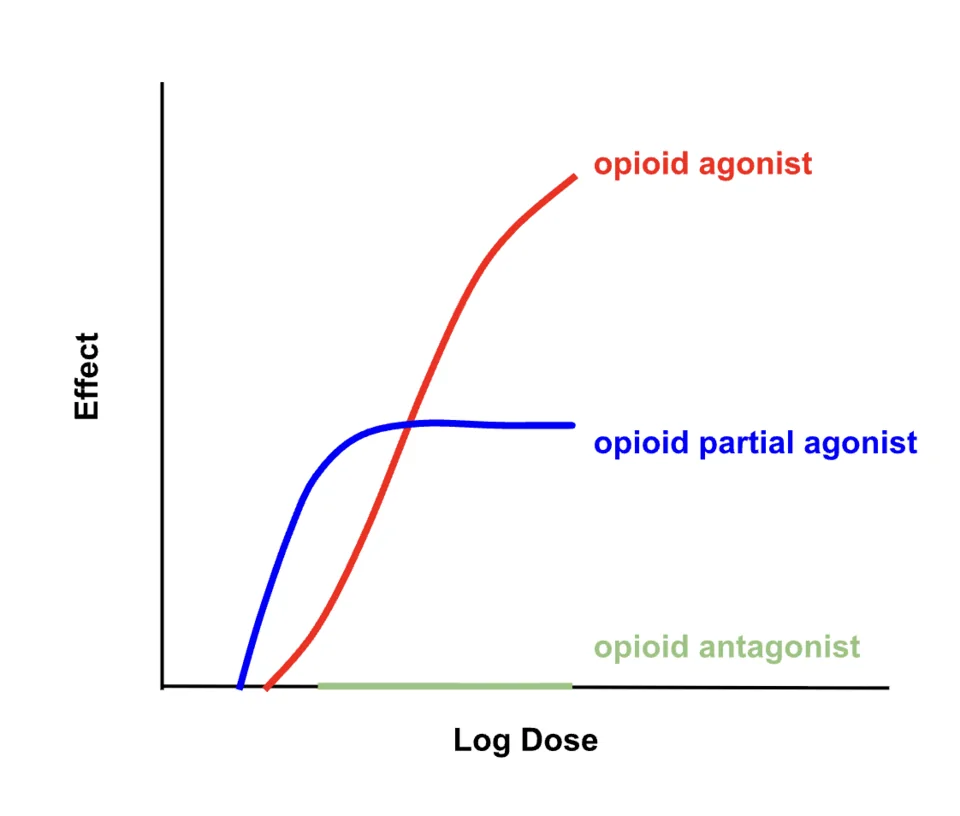 opioid agonist
Effect
opioid partial agonist
opioid antagonist
Log Dose